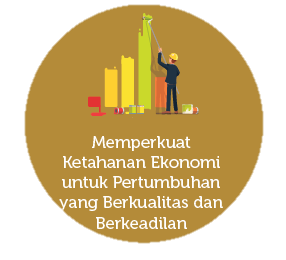 Memperkuat
Ketahanan Ekonomi
untuk Pertumbuhan
yang Berkualitas dan
Berkeadilan